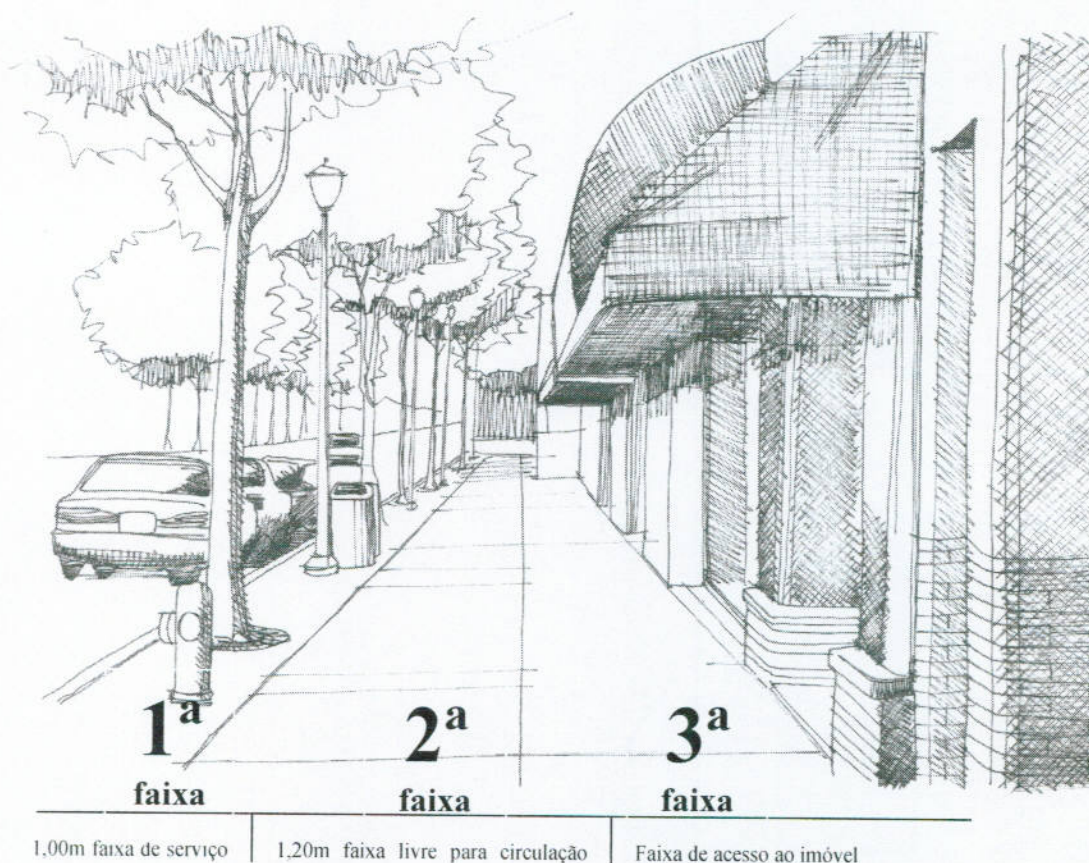 1ª 2ª 3ª
faixa faixa faixa
1,00m faixa de serviço 1,20m faixa livre para circulação Faixa de acesso ao imóvel